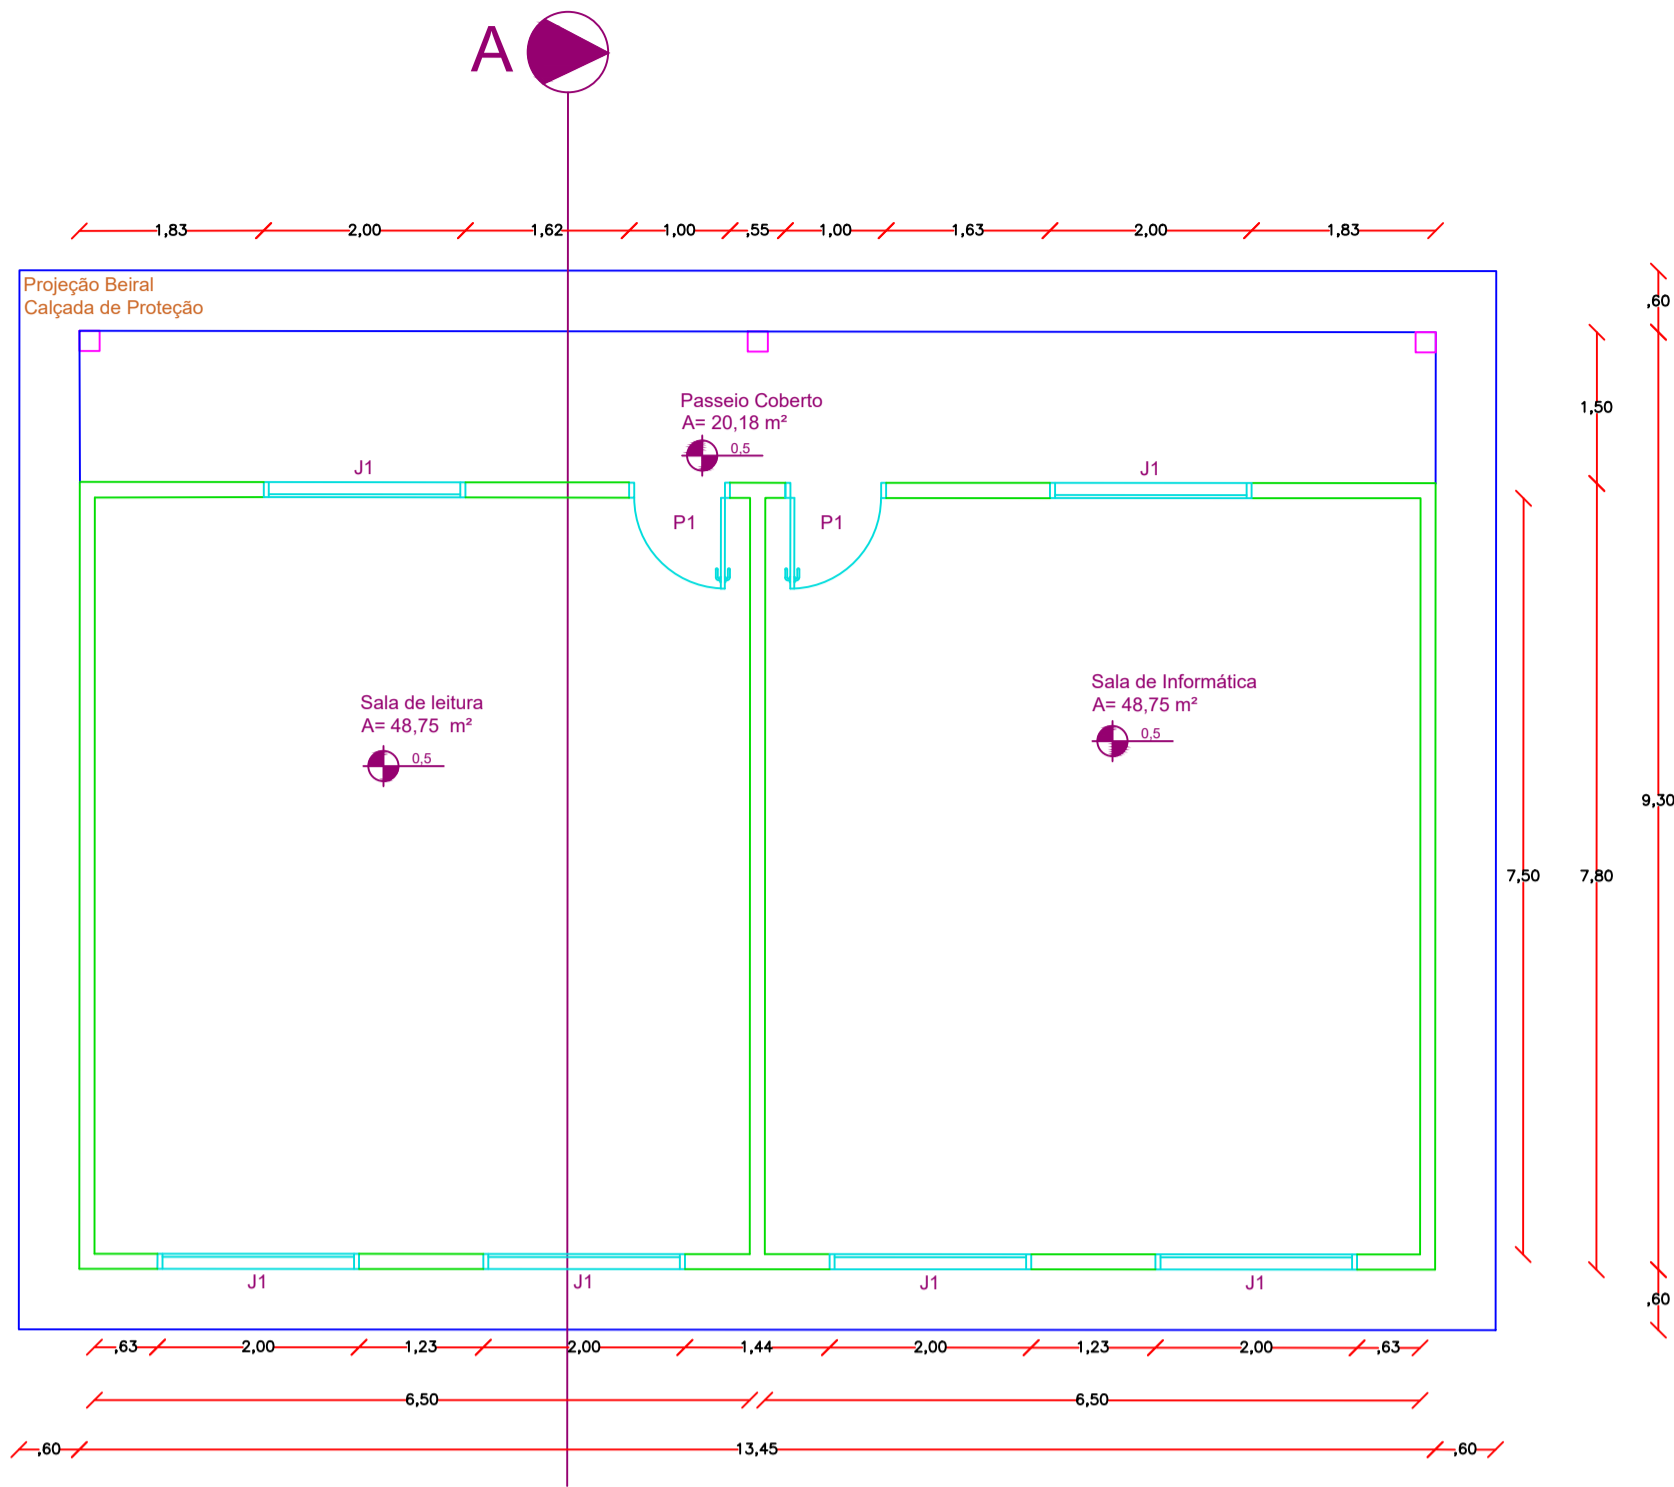 A
1,83
2,00
1,62
1,00
,55
1,00
1,63
2,00
1,83
Projeção Beiral
Calçada de Proteção
,60
Passeio Coberto
A= 20,18 m²
0,5
1,50
J1
J1
P1
P1
Sala de leitura
A= 48,75 m²
0,5
Sala de Informática
A= 48,75 m²
0,5
9,30
7,50
7,80
J1
J1
J1
J1
,60
,63
2,00
1,23
2,00
1,44
2,00
1,23
2,00
,63
6,50
6,50
,60
13,45
,60